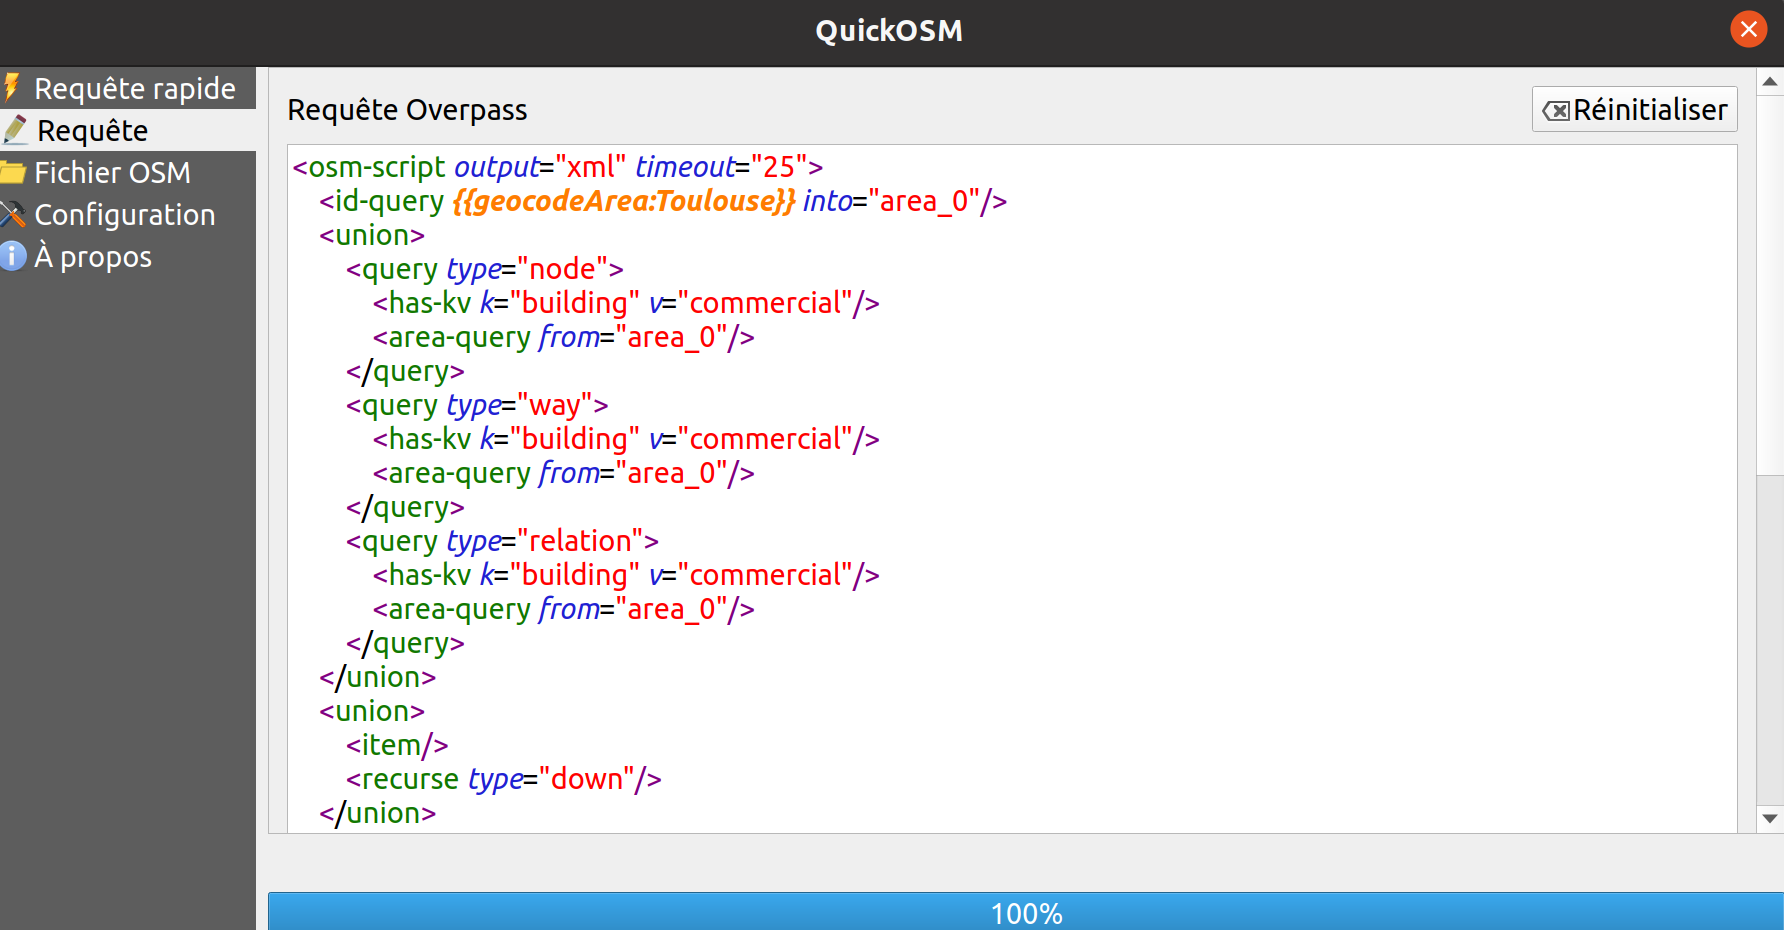 QuickOSM
Requête rapide
Requête
Fichier OSM
Configuration
À propos
Requête Overpass
Réinitialiser
<osm-script output="xml" timeout="25">
<id-query {{geocodeArea:Toulouse}} into="area_0"/>
<union>
<query type="node">
<has-kv k="building" v="commercial"/>
<area-query from="area_0"/>
</query>
<query type="way">
<has-kv k="building" v="commercial"/>
<area-query from="area_0"/>
</query>
<query type="relation">
<has-kv k="building" v="commercial"/>
<area-query from="area_0"/>
</query>
</union>
<union>
<item/>
<recurse type="down"/>
</union>
100%